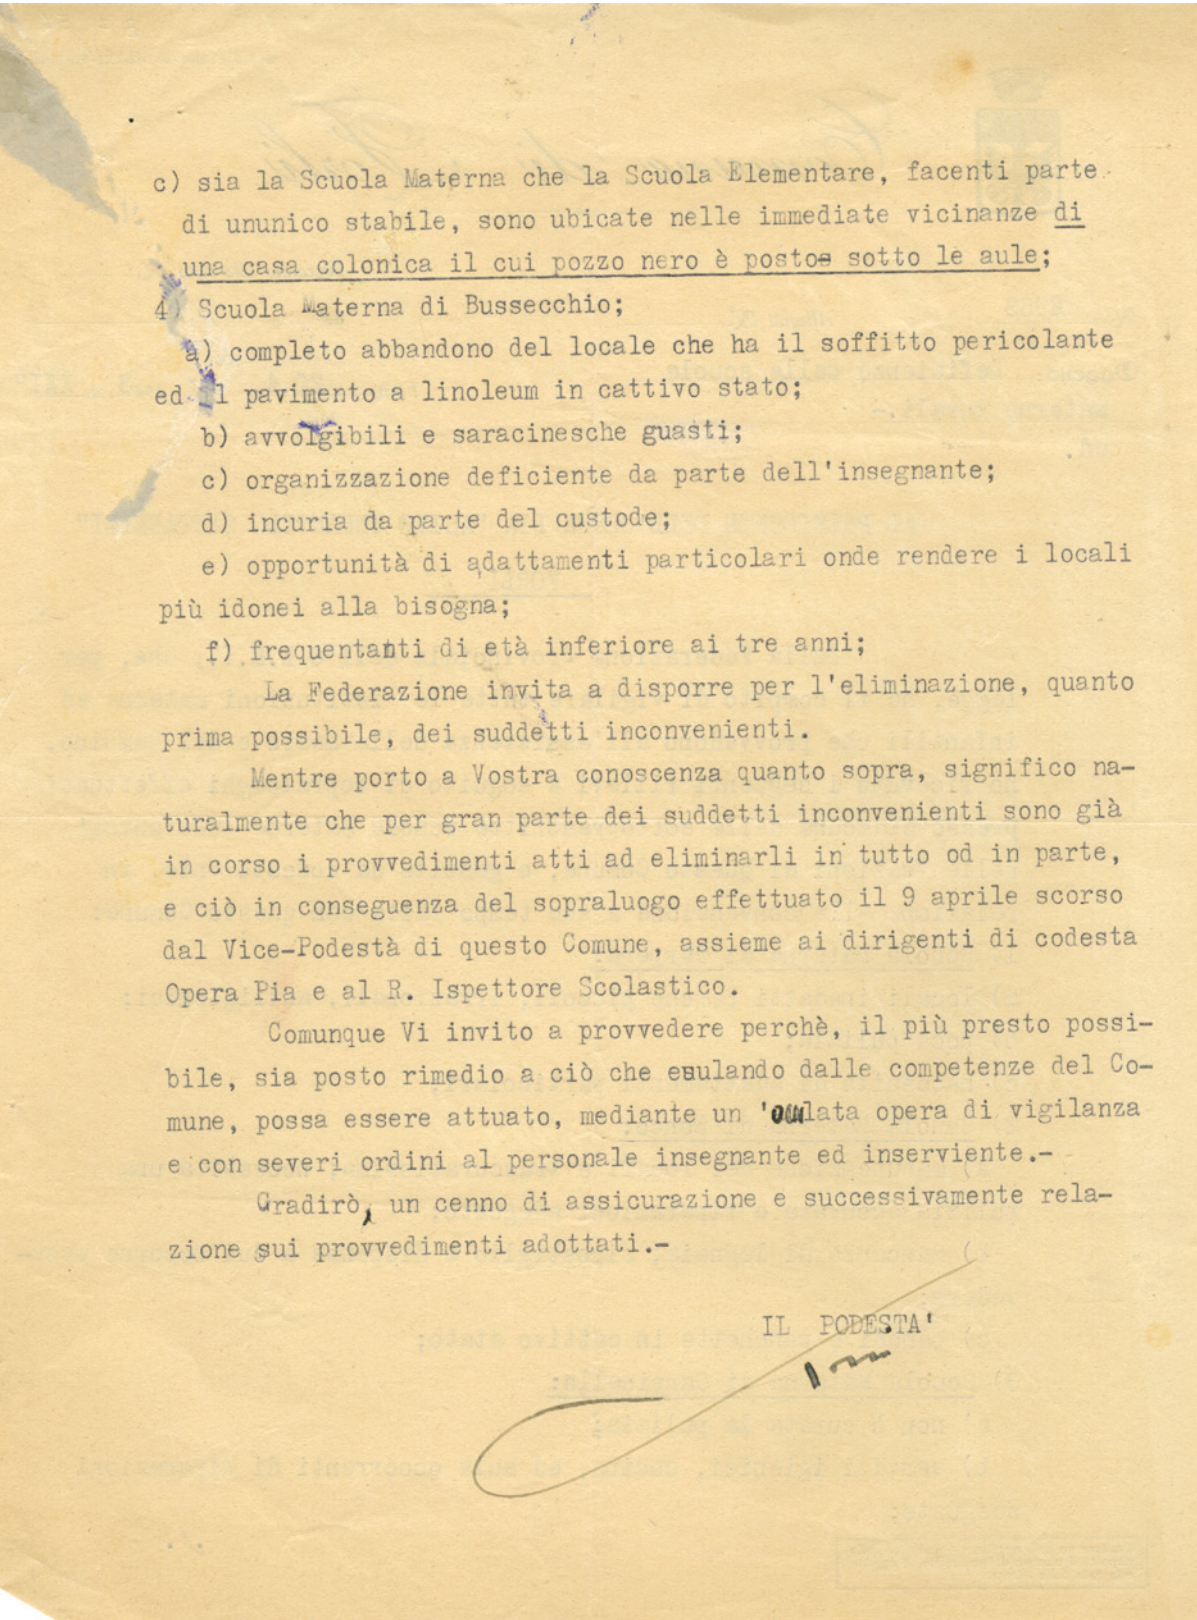 c) sia la Scuola Materna che la Scuola Elementare, facenti parte
di ununico stabile, sono ubicate nelle immediate vicinanze di
una casa colonica il cui pozzo nero è posto sotto le aule;
4) Scuola Materna di Bussecchio;
a) completo abbandono del locale che ha il soffitto pericolante
ed il pavimento a linoleum in cattivo stato;
b) avvolgibili e saracinesche guasti;
c) organizzazione deficiente da parte dell'insegnante;
d) incuria da parte del custode;
e) opportunità di adattamenti particolari onde rendere i locali
più idonei alla bisogna;
f) frequentanti di età inferiore ai tre anni;
La Federazione invita a disporre per l'eliminazione, quanto
prima possibile, dei suddetti inconvenienti.
Mentre porto a Vostra conoscenza quanto sopra, significo na-
turalmente che per gran parte dei suddetti inconvenienti sono già
in corso i provvedimenti atti ad eliminarli in tutto od in parte,
e ciò in conseguenza del sopraluogo effettuato il 9 aprile scorso
dal Vice-Podestà di questo Comune, assieme ai dirigenti di codesta
Opera Pia e al R. Ispettore Scolastico.
Comunque Vi invito a provvedere perchè, il più presto possi-
bile, sia posto rimedio a ciò che esulando dalle competenze del Co-
mune, possa essere attuato, mediante un 'oculata opera di vigilanza
e con severi ordini al personale insegnante ed inserviente.-
Gradirò, un cenno di assicurazione e successivamente rela-
zione sui provvedimenti adottati.-
IL PODESTA'